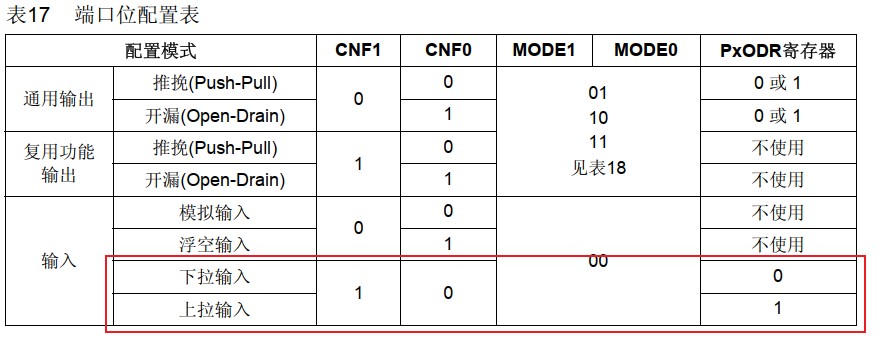 表17 端口位配置表
配置模式 CNF1 CNF0 MODE1 MODE0 PxODR寄存器
通用输出 推挽(Push-Pull) 0 0 01 10 11 见表18 0 或 1
开漏(Open-Drain) 1 0 或 1
复用功能输出 推挽(Push-Pull) 1 0 不使用
开漏(Open-Drain) 1 不使用
输入 模拟输入 0 0 00 不使用
浮空输入 1 不使用
下拉输入 1 0 0
上拉输入 1